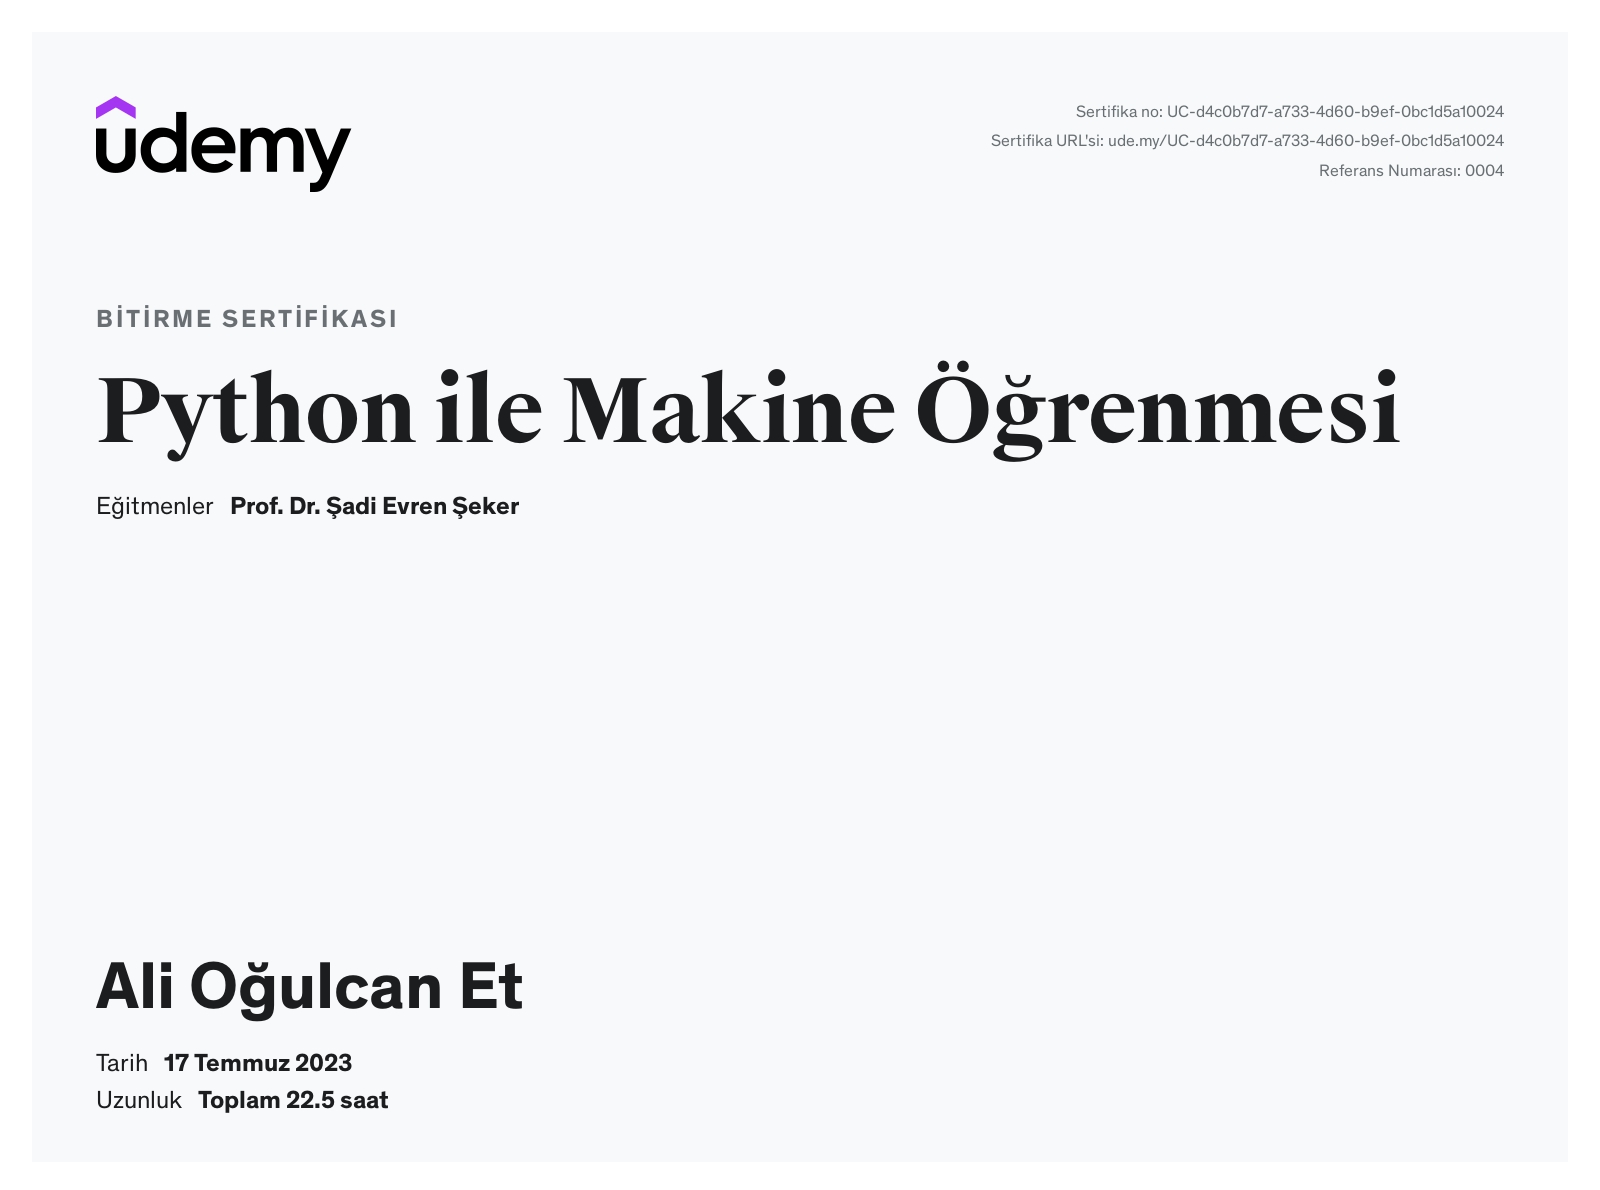 udemy
Sertifika no: UC-d4c0b7d7-a733-4d60-b9ef-0bc1d5a10024
Sertifika URL'si: ude.my/UC-d4c0b7d7-a733-4d60-b9ef-0bc1d5a10024
Referans Numarası: 0004
BİTİRME SERTİFİKASI
Python ile Makine Öğrenmesi
Eğitmenler Prof. Dr. Şadi Evren Şeker
Ali Oğulcan Et
Tarih 17 Temmuz 2023
Uzunluk Toplam 22.5 saat